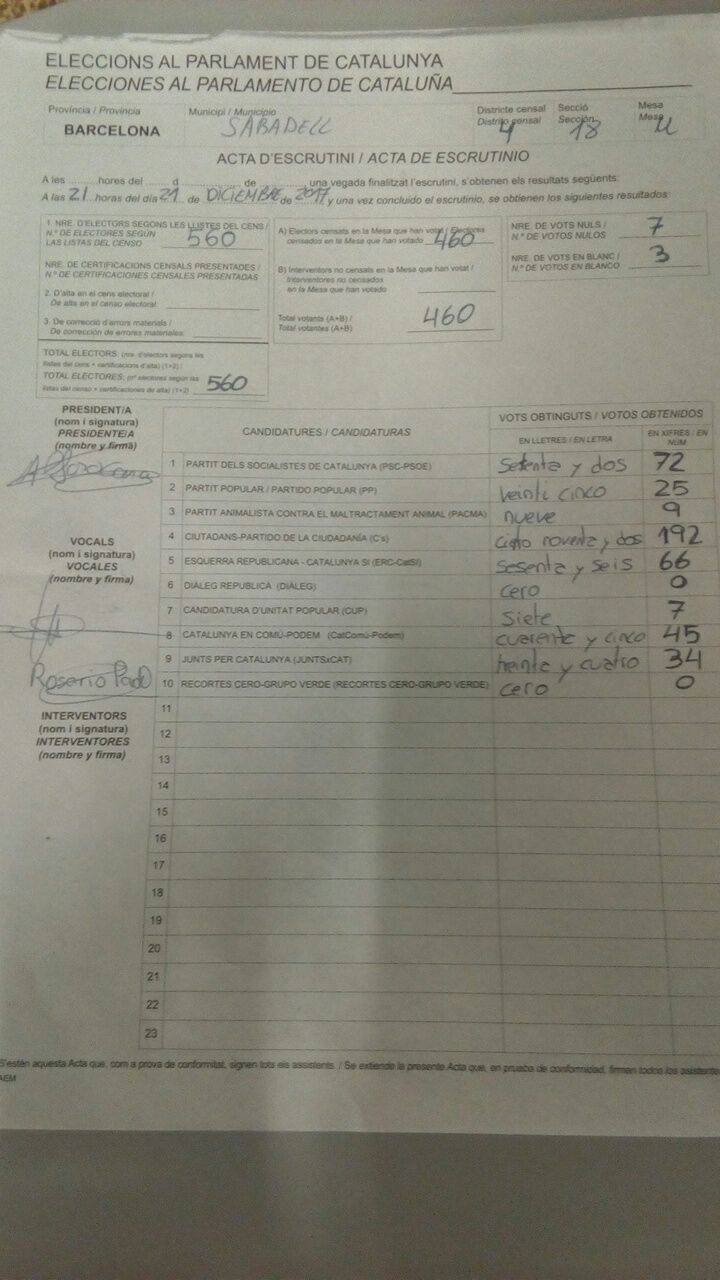 ELECCIONS AL PARLAMENT DE CATALUNYA
ELECCIONES AL PARLAMENTO DE CATALUÑA
Província / Provincia
BARCELONA
Municipi / Municipio
SABADELL
Districte censal
Distrito censal
4
Secció
Sección
18
Mesa
Mesa
U
ACTA D'ESCRUTINI / ACTA DE ESCRUTINIO
A les ........ hores del ...... d ........................ de ............ una vegada finalitzat l'escrutini, s'obtenen els resultats següents:
A las 21 horas del día 21 de DICIEMBRE de 2017 y una vez concluido el escrutinio, se obtienen los siguientes resultados:
1. NRE. D'ELECTORS SEGONS LES LLISTES DEL CENS /
N.º DE ELECTORES SEGÚN
LAS LISTAS DEL CENSO
560
NRE. DE CERTIFICACIONS CENSALS PRESENTADES /
N.º DE CERTIFICACIONES CENSALES PRESENTADAS
2. D'alta en el cens electoral /
De alta en el censo electoral:
3. De correcció d'errors materials /
De corrección de errores materiales:
TOTAL ELECTORS: (nre. d'electors segons les
llistes del cens + certificacions d'alta) (1+2) /
TOTAL ELECTORES: (nº electores según las
listas del censo + certificaciones de alta) (1+2)
560
A) Electors censats en la Mesa que han votat / Electores
censados en la Mesa que han votado
460
B) Interventors no censats en la Mesa que han votat /
Interventores no censados
en la Mesa que han votado
Total votants (A+B) /
Total votantes (A+B)
460
NRE. DE VOTS NULS /
N.º DE VOTOS NULOS
7
NRE. DE VOTS EN BLANC /
N.º DE VOTOS EN BLANCO
3
PRESIDENT/A
(nom i signatura)
PRESIDENTE/A
(nombre y firma)
VOCALS
(nom i signatura)
VOCALES
(nombre y firma)
Rosario
INTERVENTORS
(nom i signatura)
INTERVENTORES
(nombre y firma)
CANDIDATURES / CANDIDATURAS
VOTS OBTINGUTS / VOTOS OBTENIDOS
EN LLETRES / EN LETRA
EN XIFRES / EN NÚM
1 PARTIT DELS SOCIALISTES DE CATALUNYA (PSC-PSOE) Setenta y dos 72
2 PARTIT POPULAR / PARTIDO POPULAR (PP) veinte cinco 25
3 PARTIT ANIMALISTA CONTRA EL MALTRACTAMENT ANIMAL (PACMA) nueve 9
4 CIUTADANS-PARTIDO DE LA CIUDADANÍA (C's) ciento noventa y dos 192
5 ESQUERRA REPUBLICANA - CATALUNYA SÍ (ERC-CatSí) Sesenta y seis 66
6 DIÀLEG REPUBLICÀ (DIÀLEG) cero 0
7 CANDIDATURA D'UNITAT POPULAR (CUP) Siete 7
8 CATALUNYA EN COMÚ-PODEM (CatComú-Podem) cuarenta y cinco 45
9 JUNTS PER CATALUNYA (JUNTSxCAT) treinta y cuatro 34
10 RECORTES CERO-GRUPO VERDE (RECORTES CERO-GRUPO VERDE) cero 0
11
12
13
14
15
16
17
18
19
20
21
22
23
S'estén aquesta Acta que, com a prova de conformitat, signen tots els assistents. / Se extiende la presente Acta que, en prueba de conformidad, firman todos los asistentes
AEM